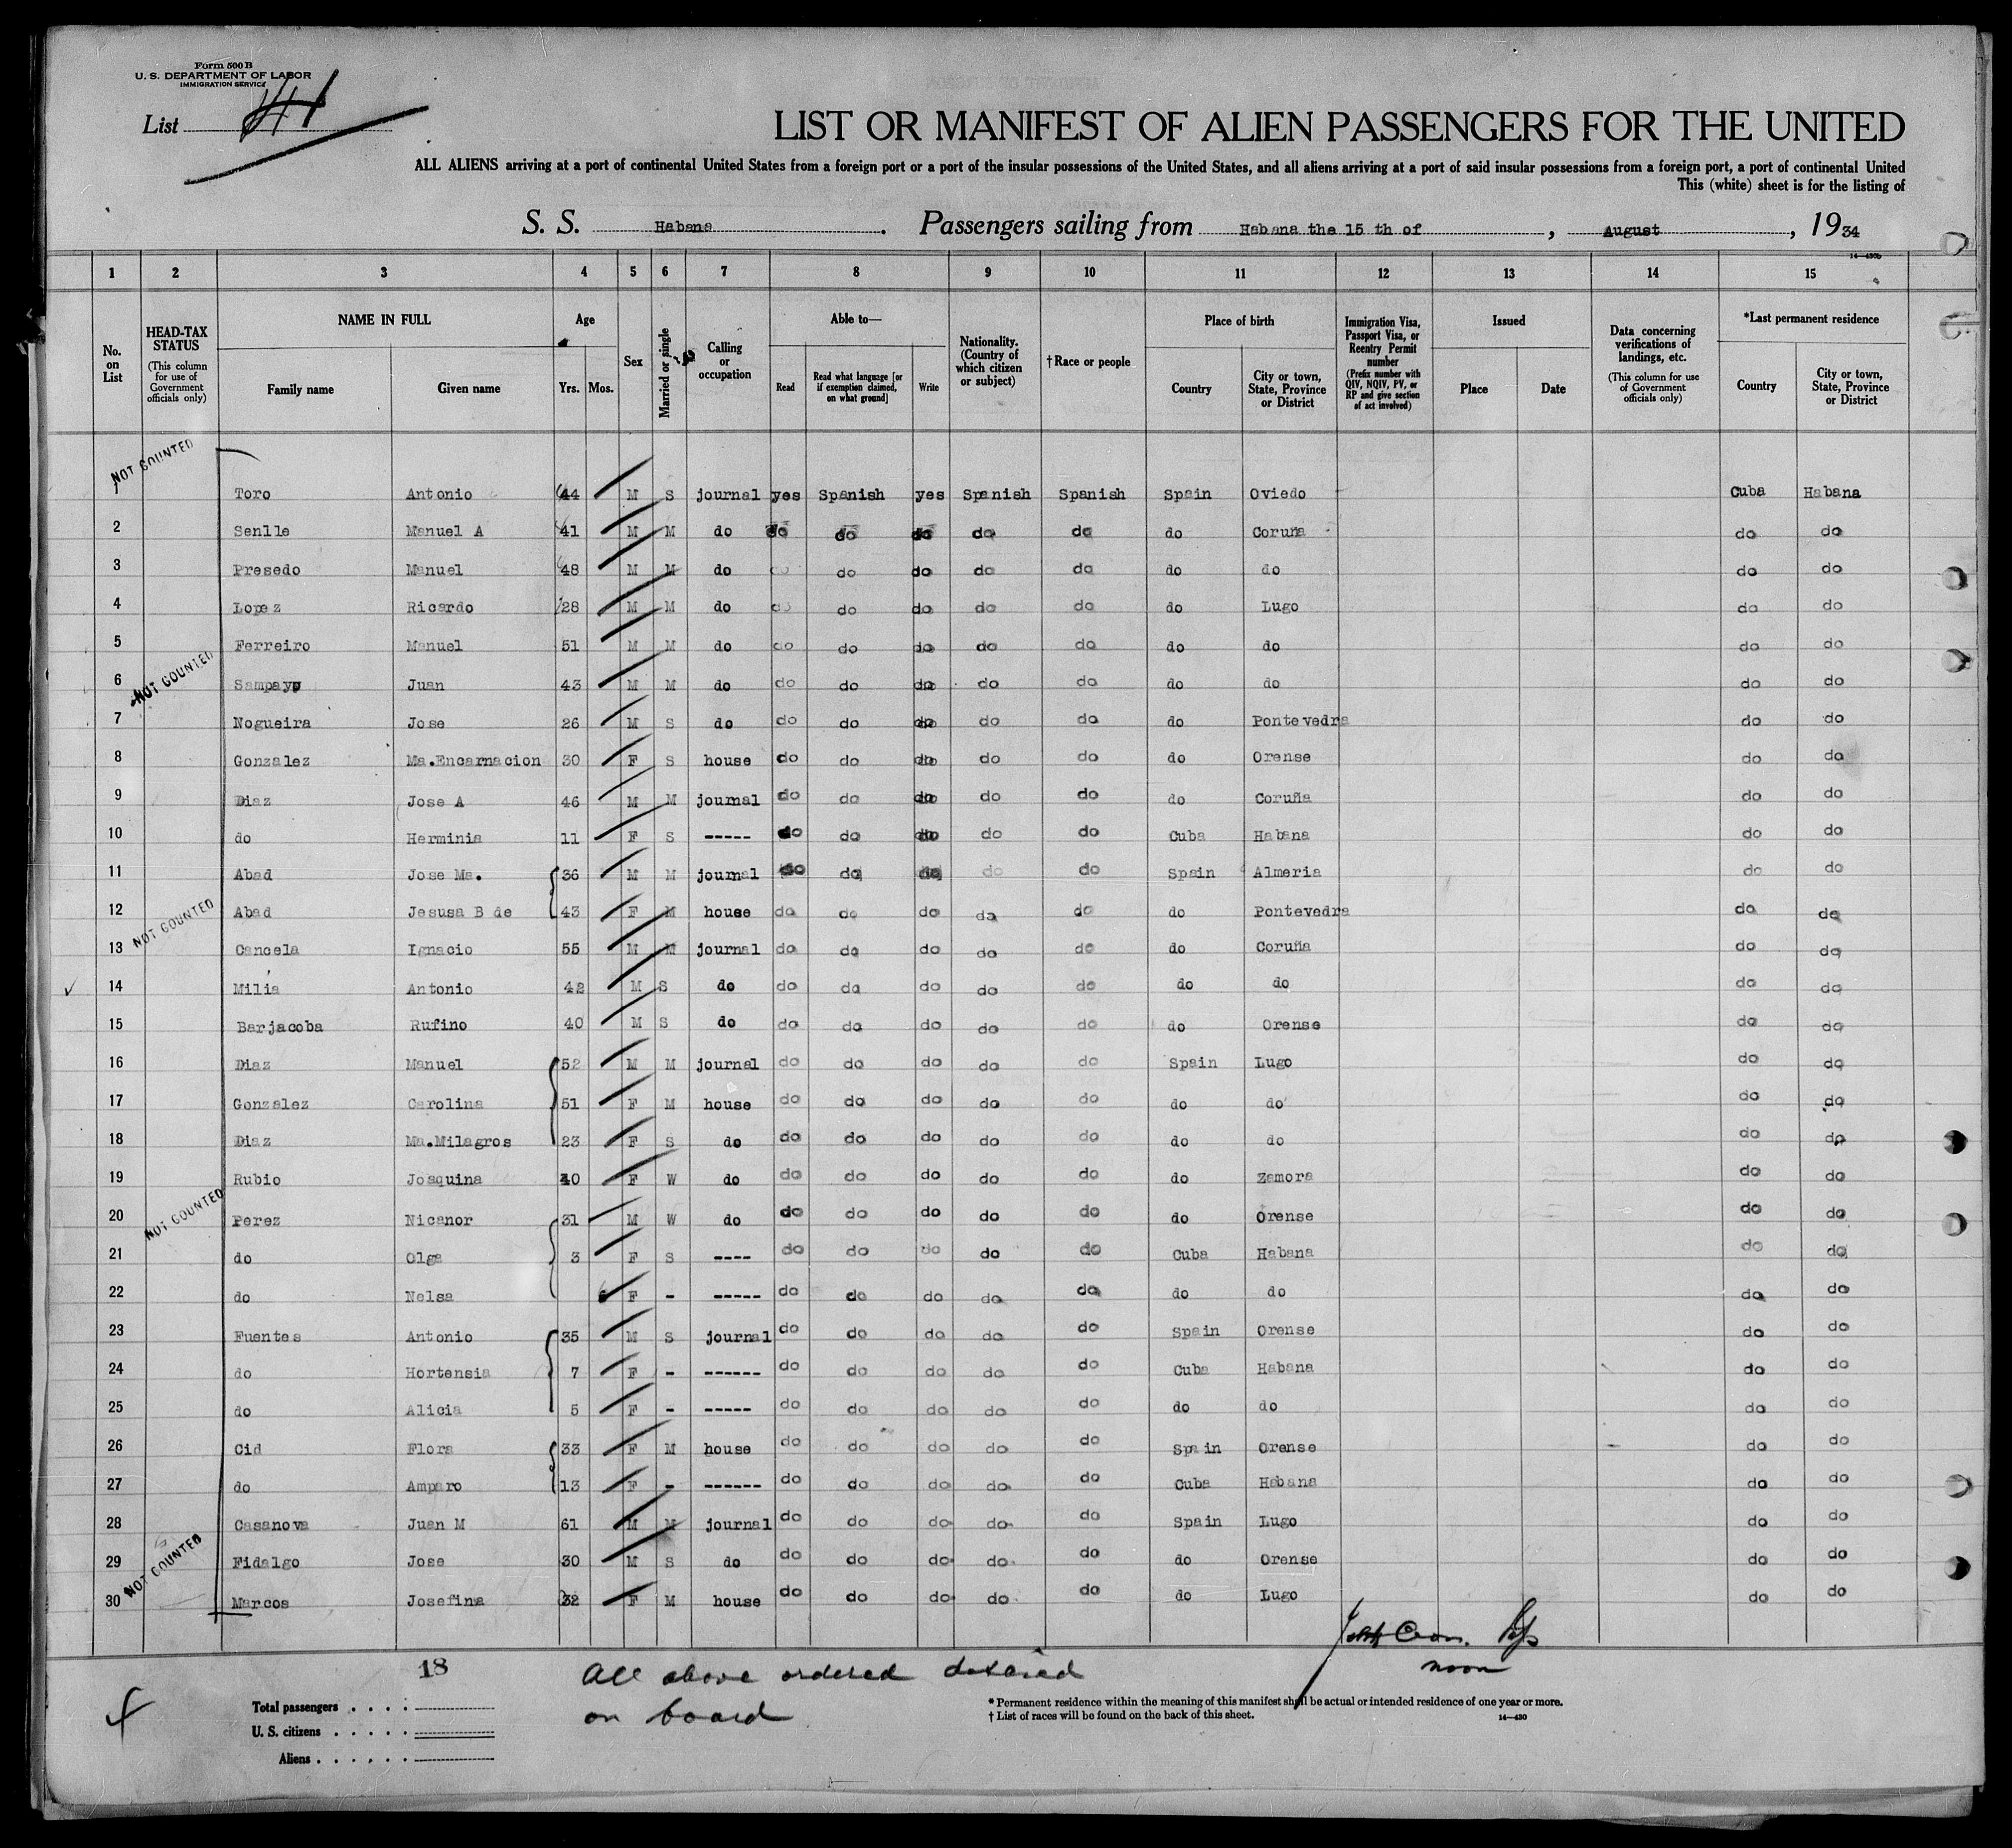 Form 500 B
U. S. DEPARTMENT OF LABOR
IMMIGRATION SERVICE
List
LIST OR MANIFEST OF ALIEN PASSENGERS FOR THE UNITED
ALL ALIENS arriving at a port of continental United States from a foreign port or a port of the insular possessions of the United States, and all aliens arriving at a port of said insular possessions from a foreign port, a port of continental United
This (white) sheet is for the listing of
S. S. Habana. Passengers sailing from Habana the 15 th of, August, 1934
1 2 3 4 5 6 7 8 9 10 11 12 13 14 15
No. on List
HEAD-TAX STATUS (This column for use of Government officials only)
NAME IN FULL Family name Given name
Age Yrs. Mos.
Sex
Married or single
Calling or occupation
Able to— Read Read what language [or if exemption claimed, on what ground] Write
Nationality. (Country of which citizen or subject)
†Race or people
Place of birth Country City or town, State, Province or District
Immigration Visa, Passport Visa, or Reentry Permit number (Prefix number with QIV, NQIV, PV, or RP and give section of act involved)
Issued Place Date
Data concerning verifications of landings, etc. (This column for use of Government officials only)
*Last permanent residence Country City or town, State, Province or District
NOT COUNTED
1 Toro Antonio 44 M S journal yes Spanish yes Spanish Spanish Spain Oviedo Cuba Habana
2 Senlle Manuel A 41 M M do do do do do do do Coruña do do
3 Presedo Manuel 48 M M do do do do do do do do do do
4 Lopez Ricardo 28 M M do do do do do do do Lugo do do
5 Ferreiro Manuel 51 M M do do do do do do do do do do
NOT COUNTED
6 Sampayo Juan 43 M M do do do do do do do do do do
7 Nogueira Jose 26 M S do do do do do do do Pontevedra do do
8 Gonzalez Ma.Encarnacion 30 F S house do do do do do do Orense do do
9 Diaz Jose A 46 M M journal do do do do do do Coruña do do
10 do Herminia 11 F S ----- do do do do do Cuba Habana do do
11 Abad Jose Ma. 36 M M journal do do do do do Spain Almeria do do
12 Abad Jesusa B de 43 F M house do do do do do do Pontevedra do do
NOT COUNTED
13 Cancela Ignacio 55 M M journal do do do do do do Coruña do do
14 Milia Antonio 42 M S do do do do do do do do do do
15 Barjacoba Rufino 40 M S do do do do do do do Orense do do
16 Diaz Manuel 52 M M journal do do do do do Spain Lugo do do
17 Gonzalez Carolina 51 F M house do do do do do do do do do
18 Diaz Ma.Milagros 23 F S do do do do do do do do do do
19 Rubio Joaquina 40 F W do do do do do do do Zamora do do
NOT COUNTED
20 Perez Nicanor 31 M W do do do do do do do Orense do do
21 do Olga 3 F S ---- do do do do do Cuba Habana do do
22 do Nelsa F - ----- do do do do do do do do do
23 Fuentes Antonio 35 M S journal do do do do do Spain Orense do do
24 do Hortensia 7 F - ------ do do do do do Cuba Habana do do
25 do Alicia 5 F - ----- do do do do do do do do do
26 Cid Flora 33 F M house do do do do do Spain Orense do do
27 do Amparo 13 F - ------ do do do do do Cuba Habana do do
28 Casanova Juan M 61 M M journal do do do do do Spain Lugo do do
29 Fidalgo Jose 30 M S do do do do do do do Orense do do
NOT COUNTED
30 Marcos Josefina 32 F M house do do do do do do Lugo do do
noon
18
All above ordered detained
on board
Total passengers
U. S. citizens
Aliens
* Permanent residence within the meaning of this manifest shall be actual or intended residence of one year or more.
† List of races will be found on the back of this sheet. 14—430